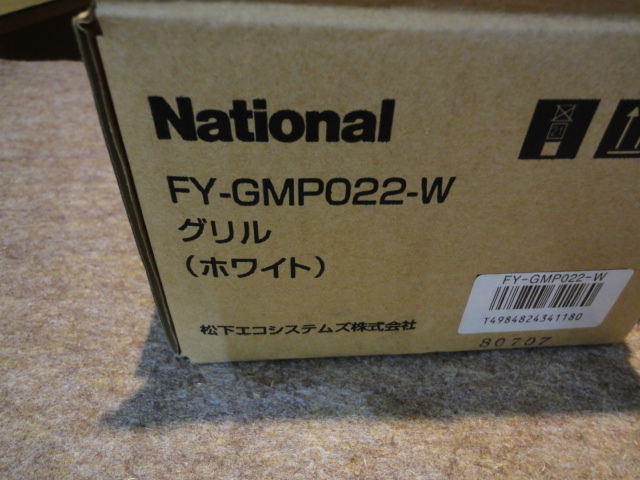 National
FY-GMP022-W
グリル
(ホワイト)
松下エコシステムズ株式会社
FY-GMP022-W
T4984824341180
80707